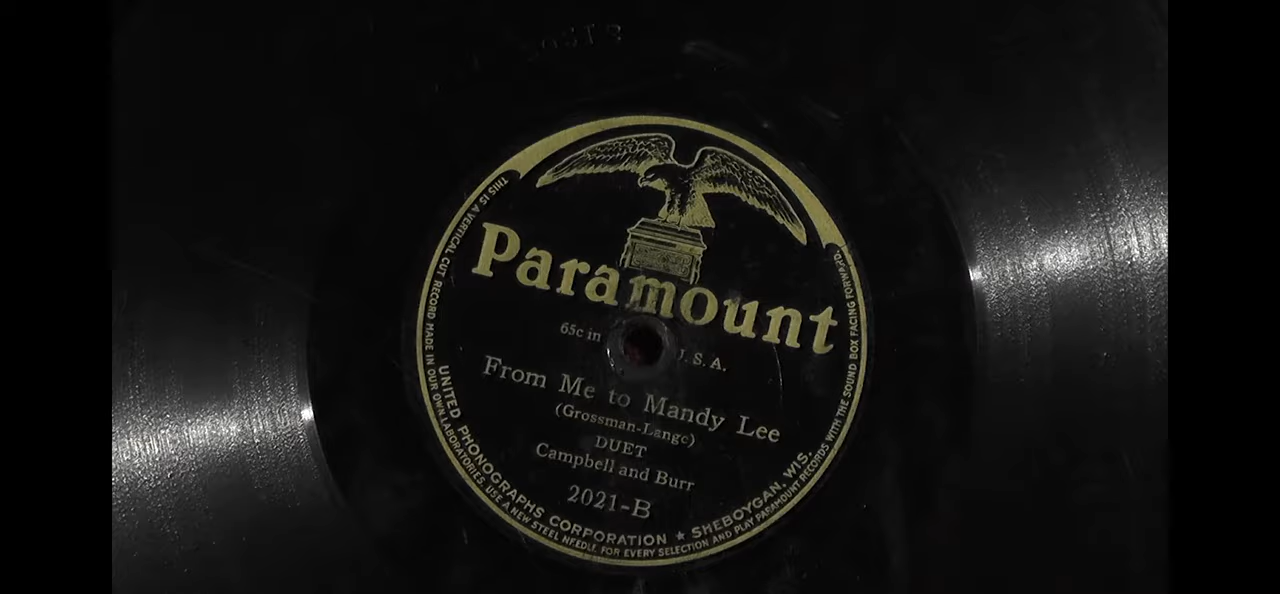 Paramount
65c in U.S.A.
From Me to Mandy Lee
(Grossman-Lange)
DUET
Campbell and Burr
2021-B
UNITED PHONOGRAPHS CORPORATION ★ SHEBOYGAN, WIS.
THIS IS A VERTICAL CUT RECORD MADE IN OUR OWN LABORATORIES. USE A NEW STEEL NEEDLE FOR EVERY SELECTION AND PLAY PARAMOUNT RECORDS WITH THE SOUND BOX FACING FORWARD.